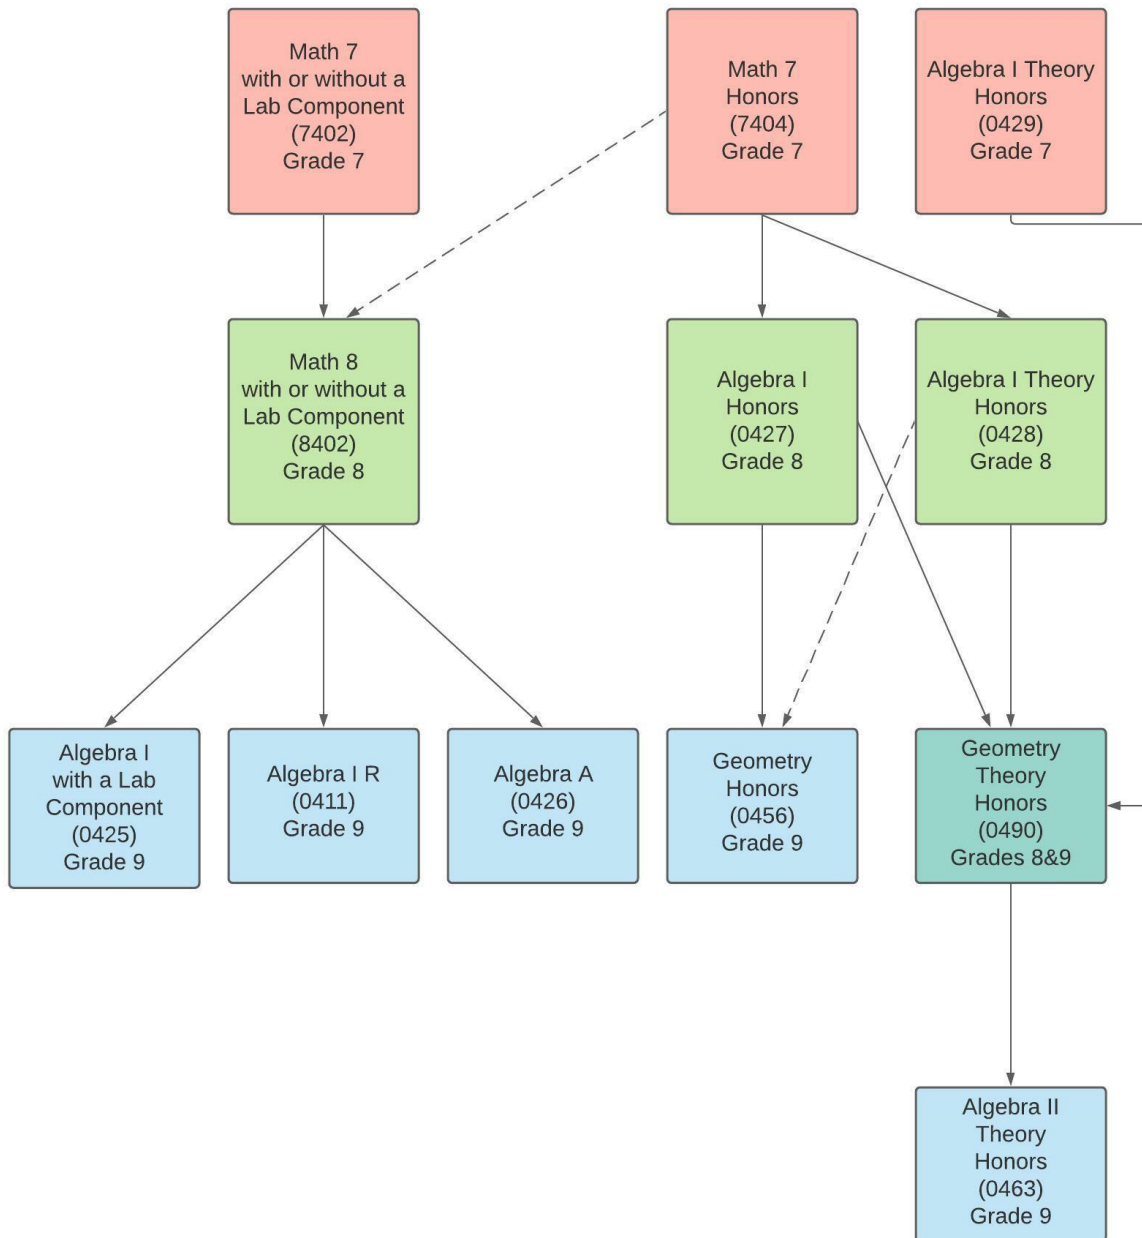 Math 7
with or without a
Lab Component
(7402)
Grade 7
Math 7
Honors
(7404)
Grade 7
Algebra I Theory
Honors
(0429)
Grade 7
Math 8
with or without a
Lab Component
(8402)
Grade 8
Algebra I
Honors
(0427)
Grade 8
Algebra I Theory
Honors
(0428)
Grade 8
Algebra I
with a Lab
Component
(0425)
Grade 9
Algebra I R
(0411)
Grade 9
Algebra A
(0426)
Grade 9
Geometry
Honors
(0456)
Grade 9
Geometry
Theory
Honors
(0490)
Grades 8&9
Algebra II
Theory
Honors
(0463)
Grade 9